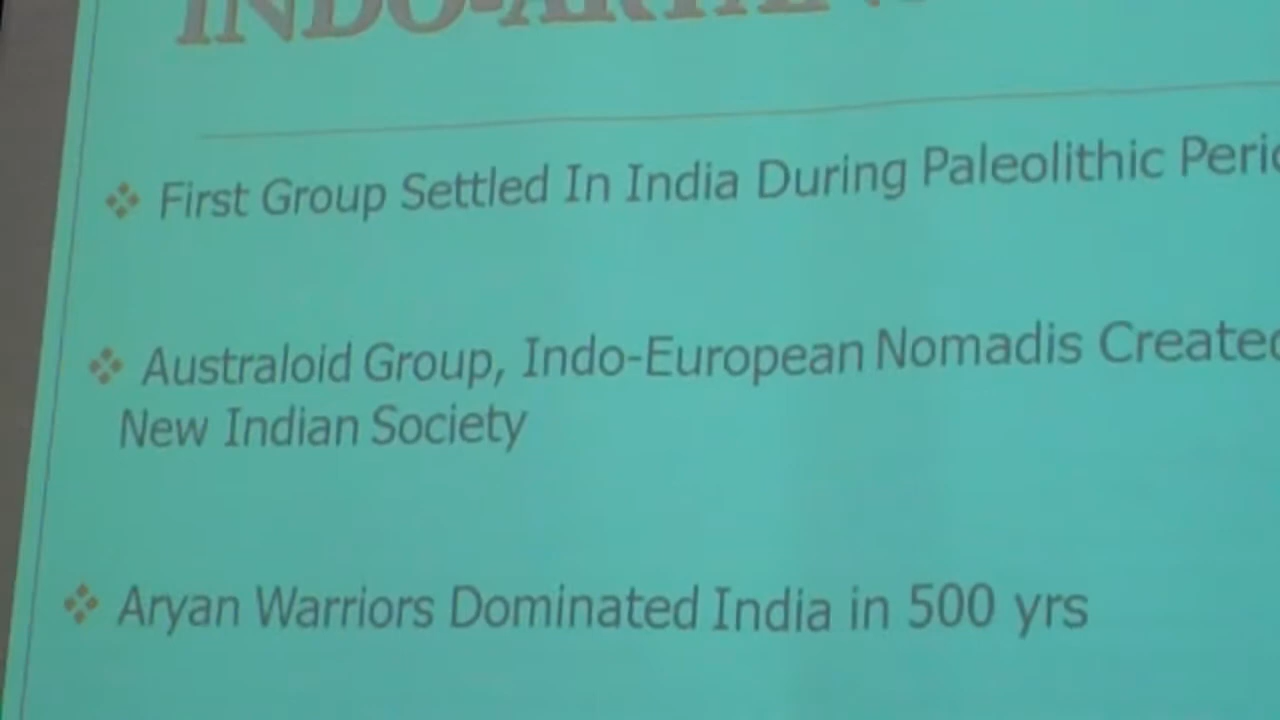 INDO-ARYAN
First Group Settled In India During Paleolithic Peri
Australoid Group, Indo-European Nomadis Created
New Indian Society
Aryan Warriors Dominated India in 500 yrs